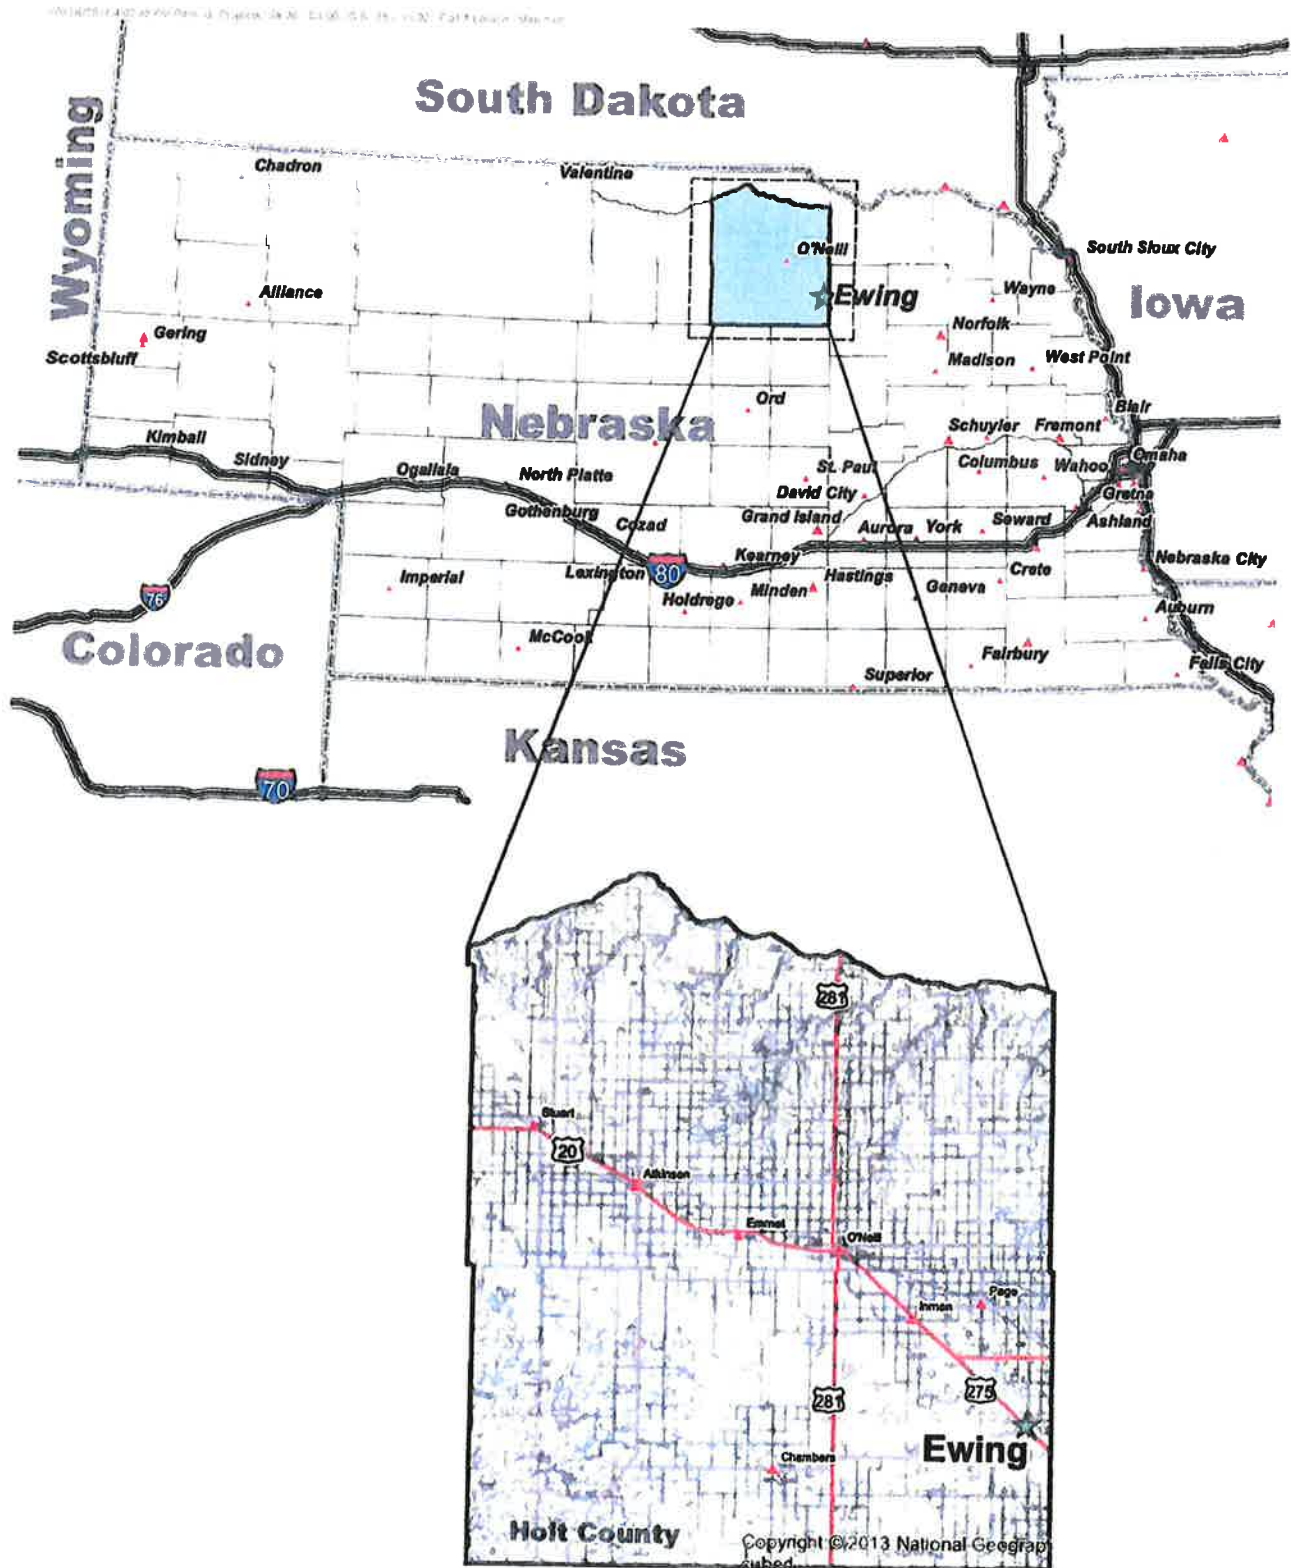 South Dakota
Wyoming
Chadron
Valentine
O'Neill
South Sioux City
Alliance
Ewing
Wayne
Iowa
Gering
Norfolk
Scottsbluff
Madison
West Point
Ord
Blair
Nebraska
Kimball
Schuyler
Fremont
Sidney
Ogallala
North Platte
St. Paul
Columbus
Wahoo
Omaha
David City
Gretna
Gothenburg
Cozad
Grand Island
Aurora
York
Seward
Ashland
Kearney
Nebraska City
Imperial
Lexington
80
Hastings
Crete
76
Holdrege
Minden
Geneva
Auburn
Colorado
McCook
Fairbury
Falls City
Superior
Kansas
70
281
Stuart
20
Atkinson
Emmet
O'Neill
Page
Inman
275
281
Ewing
Chambers
Holt County
Copyright ©2013 National Geograp
cubed